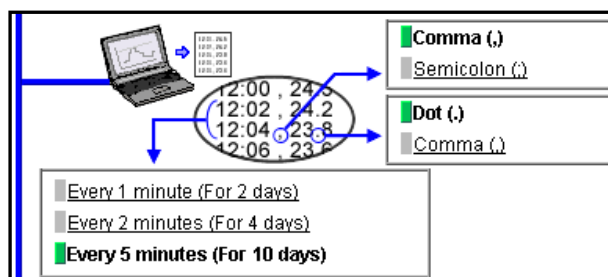 Comma (,)
Semicolon (;)
12:00 , 24.3
12:02 , 24.2
12:04 , 23.8
12:06 , 23.6
Dot (.)
Comma (,)
Every 1 minute (For 2 days)
Every 2 minutes (For 4 days)
Every 5 minutes (For 10 days)